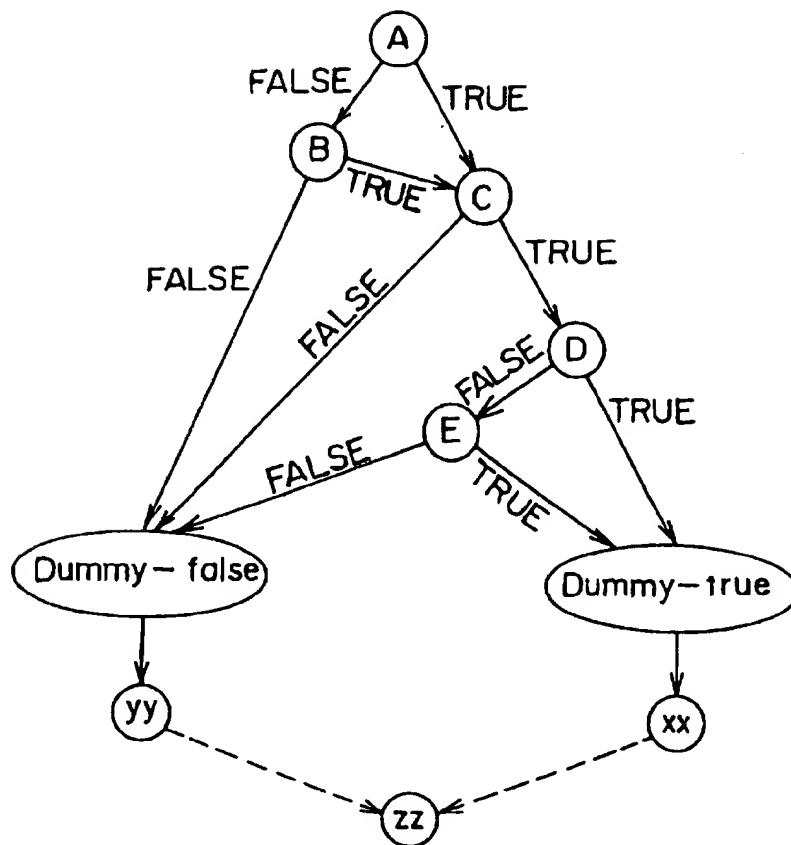 A
FALSE
TRUE
B
TRUE
C
FALSE
FALSE
TRUE
D
FALSE
TRUE
E
FALSE
TRUE
Dummy-false
Dummy-true
yy
xx
zz